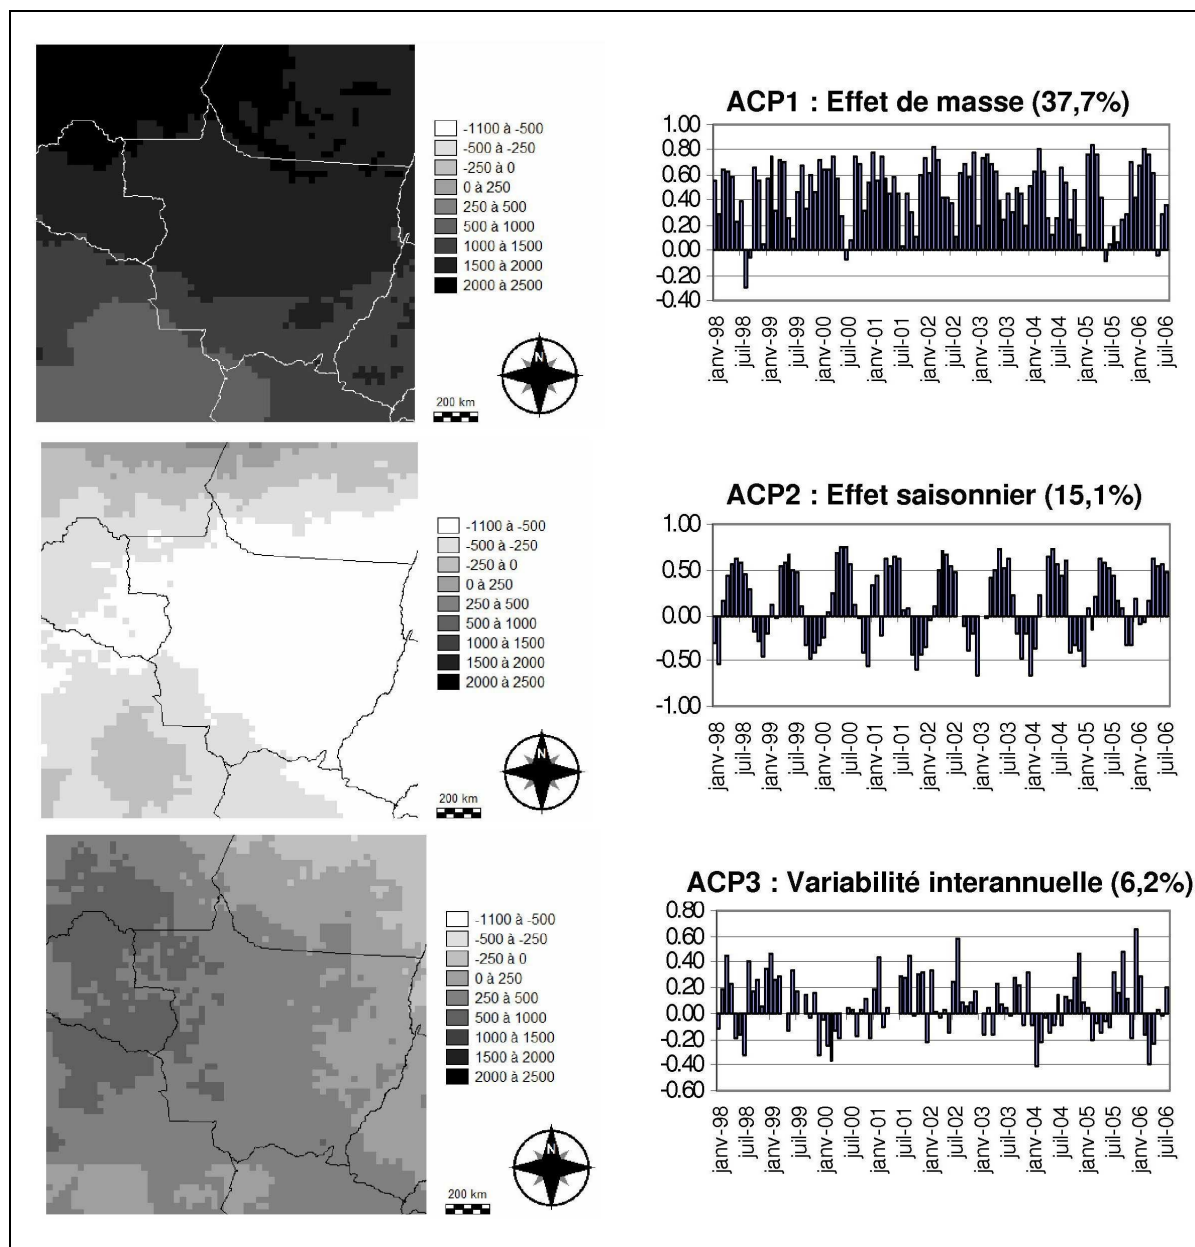 -1100 à -500
-500 à -250
-250 à 0
0 à 250
250 à 500
500 à 1000
1000 à 1500
1500 à 2000
2000 à 2500
N
200 km
ACP1 : Effet de masse (37,7%)
1.00
0.80
0.60
0.40
0.20
0.00
-0.20
-0.40
janv-98
juil-98
janv-99
juil-99
janv-00
juil-00
janv-01
juil-01
janv-02
juil-02
janv-03
juil-03
janv-04
juil-04
janv-05
juil-05
janv-06
juil-06
-1100 à -500
-500 à -250
-250 à 0
0 à 250
250 à 500
500 à 1000
1000 à 1500
1500 à 2000
2000 à 2500
N
200 km
ACP2 : Effet saisonnier (15,1%)
1.00
0.50
0.00
-0.50
-1.00
janv-98
juil-98
janv-99
juil-99
janv-00
juil-00
janv-01
juil-01
janv-02
juil-02
janv-03
juil-03
janv-04
juil-04
janv-05
juil-05
janv-06
juil-06
-1100 à -500
-500 à -250
-250 à 0
0 à 250
250 à 500
500 à 1000
1000 à 1500
1500 à 2000
2000 à 2500
N
200 km
ACP3 : Variabilité interannuelle (6,2%)
0.80
0.60
0.40
0.20
0.00
-0.20
-0.40
-0.60
janv-98
juil-98
janv-99
juil-99
janv-00
juil-00
janv-01
juil-01
janv-02
juil-02
janv-03
juil-03
janv-04
juil-04
janv-05
juil-05
janv-06
juil-06